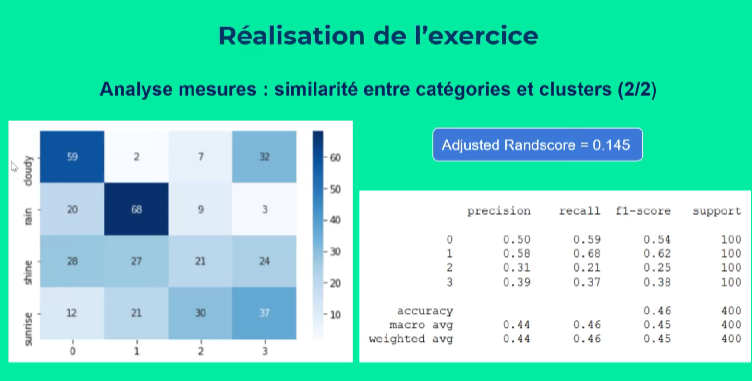 Réalisation de l'exercice
Analyse mesures : similarité entre catégories et clusters (2/2)
Adjusted Randscore = 0.145
cloudy 59 2 7 32
rain 20 68 9 3
shine 28 27 21 24
sunrise 12 21 30 37
0 1 2 3
60
50
40
30
20
10
precision recall f1-score support
0 0.50 0.59 0.54 100
1 0.58 0.68 0.62 100
2 0.31 0.21 0.25 100
3 0.39 0.37 0.38 100
accuracy 0.46 400
macro avg 0.44 0.46 0.45 400
weighted avg 0.44 0.46 0.45 400